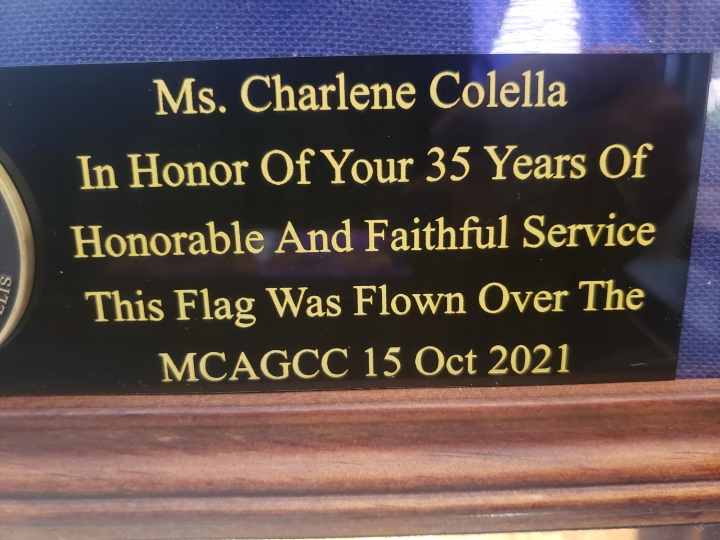 Ms. Charlene Colella
In Honor Of Your 35 Years Of
Honorable And Faithful Service
This Flag Was Flown Over The
MCAGCC 15 Oct 2021